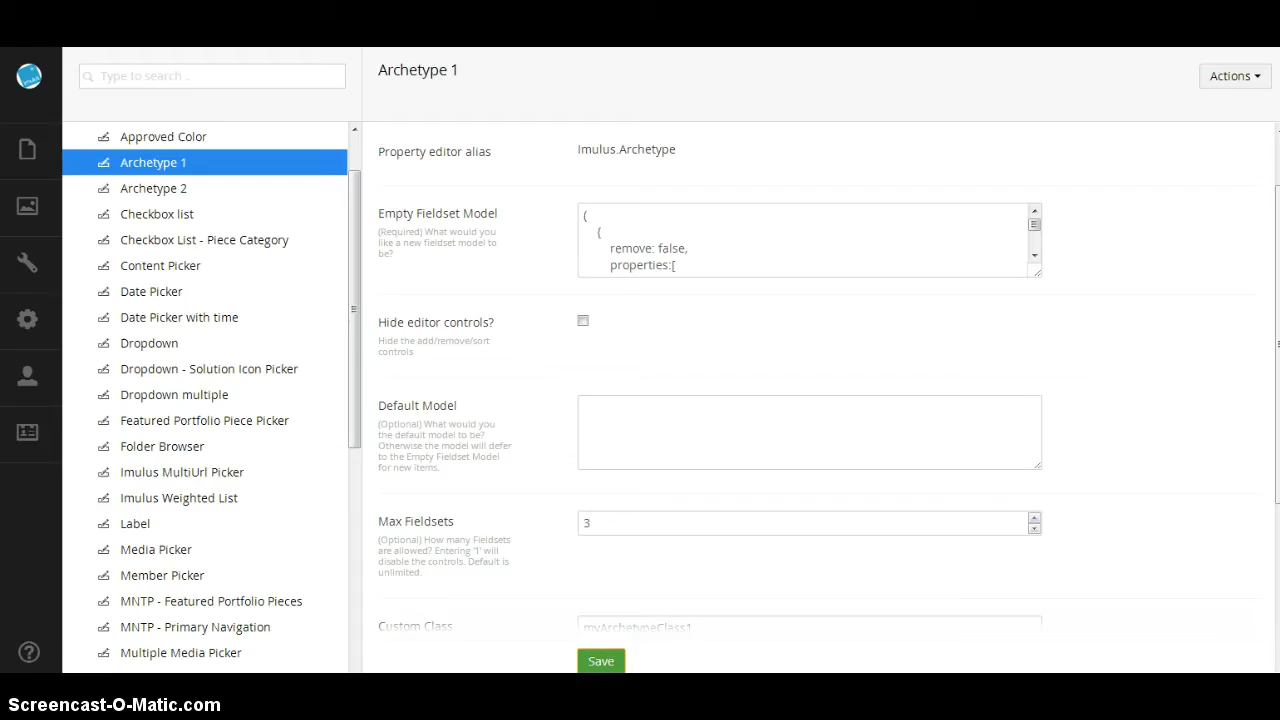 Type to search ..
Archetype 1
Actions
Approved Color
Archetype 1
Archetype 2
Checkbox list
Checkbox List - Piece Category
Content Picker
Date Picker
Date Picker with time
Dropdown
Dropdown - Solution Icon Picker
Dropdown multiple
Featured Portfolio Piece Picker
Folder Browser
Imulus MultiUrl Picker
Imulus Weighted List
Label
Media Picker
Member Picker
MNTP - Featured Portfolio Pieces
MNTP - Primary Navigation
Multiple Media Picker
Property editor alias
Imulus.Archetype
Empty Fieldset Model
(Required) What would you
like a new fieldset model to
be?
(
{
remove: false,
properties:[
Hide editor controls?
Hide the add/remove/sort
controls
Default Model
(Optional) What would you
the default model to be?
Otherwise the model will defer
to the Empty Fieldset Model
for new items.
Max Fieldsets
(Optional) How many Fieldsets
are allowed? Entering '1' will
disable the controls. Default is
unlimited.
3
Custom Class
myArchetypeClass1
Save
Screencast-O-Matic.com